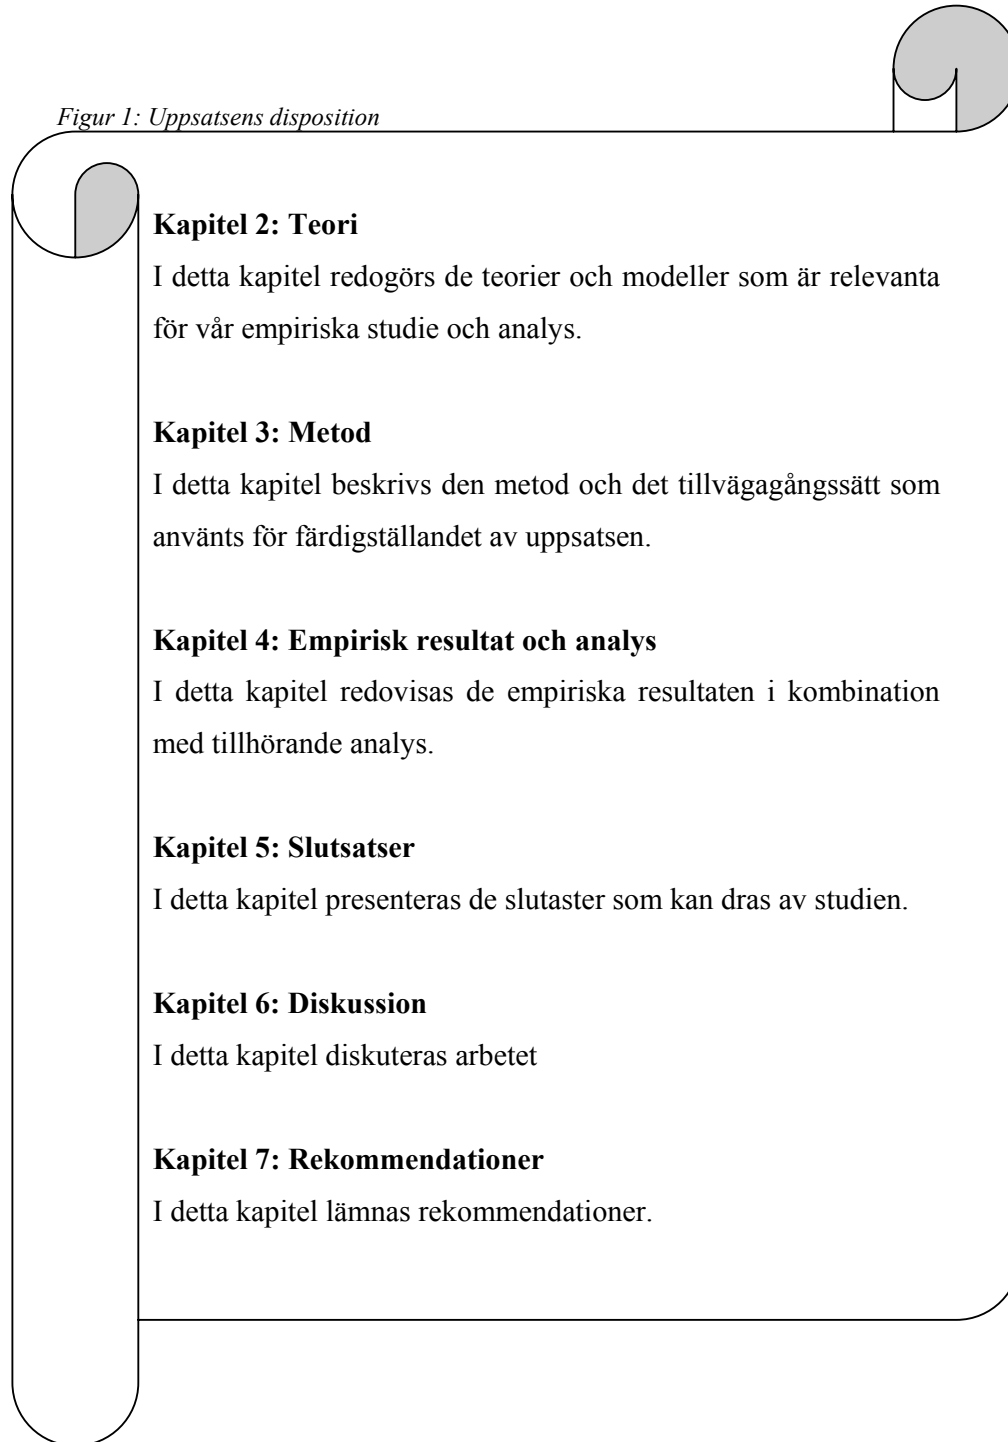 Figur 1: Uppsatsens disposition
Kapitel 2: Teori
I detta kapitel redogörs de teorier och modeller som är relevanta
för vår empiriska studie och analys.
Kapitel 3: Metod
I detta kapitel beskrivs den metod och det tillvägagångssätt som
använts för färdigställandet av uppsatsen.
Kapitel 4: Empirisk resultat och analys
I detta kapitel redovisas de empiriska resultaten i kombination
med tillhörande analys.
Kapitel 5: Slutsatser
I detta kapitel presenteras de slutaster som kan dras av studien.
Kapitel 6: Diskussion
I detta kapitel diskuteras arbetet
Kapitel 7: Rekommendationer
I detta kapitel lämnas rekommendationer.